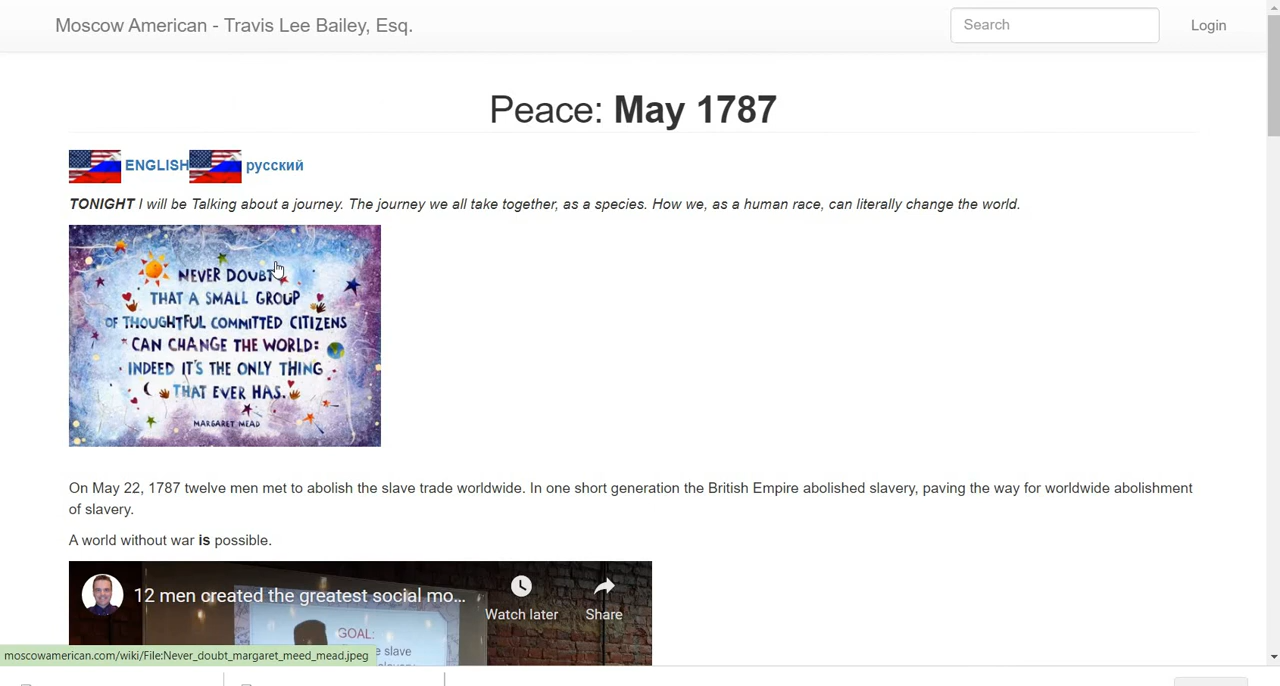 Moscow American - Travis Lee Bailey, Esq.
Search
Login
Peace: May 1787
ENGLISH русский
TONIGHT I will be Talking about a journey. The journey we all take together, as a species. How we, as a human race, can literally change the world.
NEVER DOUBT
THAT A SMALL GROUP
OF THOUGHTFUL COMMITTED CITIZENS
CAN CHANGE THE WORLD:
INDEED IT'S THE ONLY THING
THAT EVER HAS.
MARGARET MEAD
On May 22, 1787 twelve men met to abolish the slave trade worldwide. In one short generation the British Empire abolished slavery, paving the way for worldwide abolishment
of slavery.
A world without war is possible.
12 men created the greatest social mo...
Watch later
Share
GOAL:
e slave
moscowamerican.com/wiki/File:Never_doubt_margaret_meed_mead.jpeg